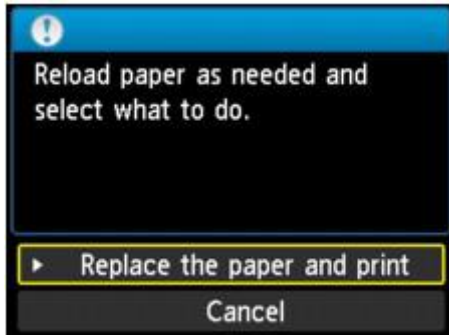 Reload paper as needed and
select what to do.
Replace the paper and print
Cancel